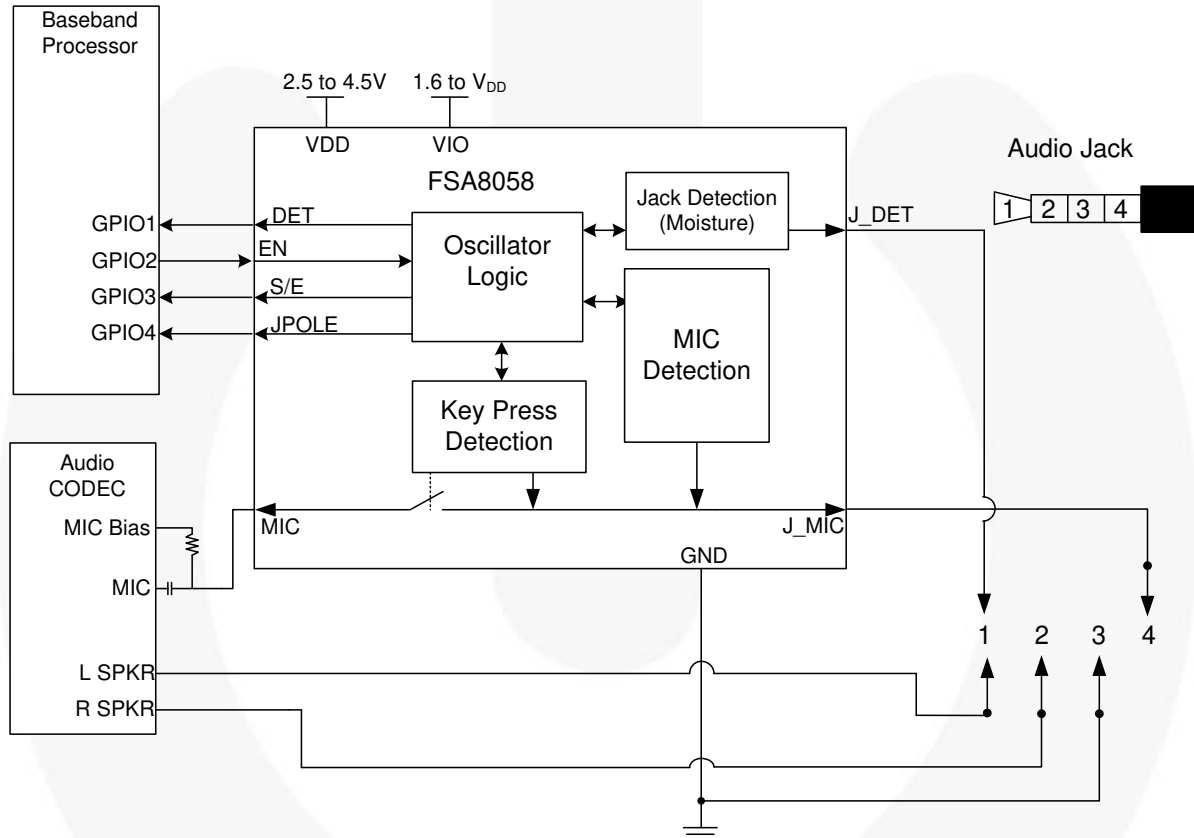 Baseband
Processor
2.5 to 4.5V
1.6 to VDD
VDD
VIO
FSA8058
Audio Jack
1 2 3 4
GPIO1
GPIO2
GPIO3
GPIO4
DET
EN
S/E
JPOLE
Oscillator
Logic
Jack Detection
(Moisture)
J_DET
MIC
Detection
Key Press
Detection
Audio
CODEC
MIC Bias
MIC
L SPKR
R SPKR
MIC
J_MIC
GND
1 2 3 4